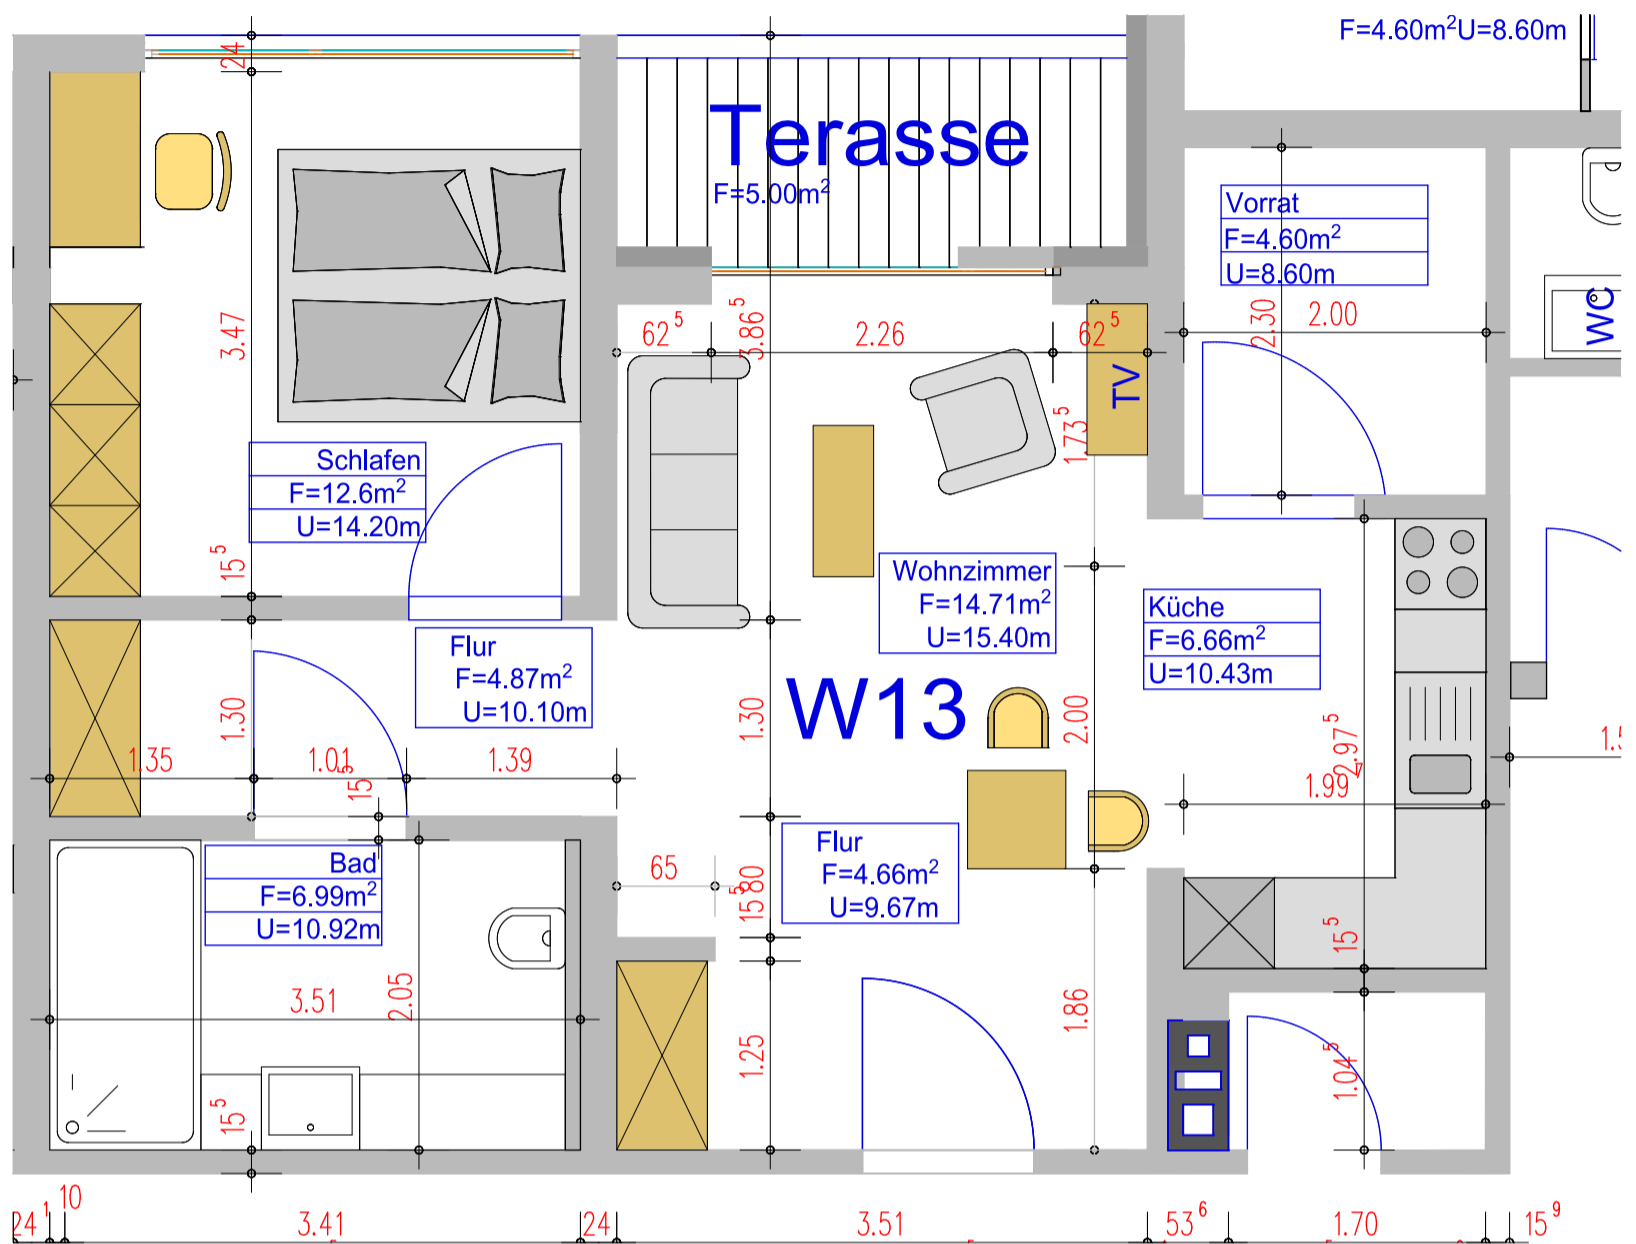 F=4.60m²U=8.60m
24
Terasse
F=5.00m²
Vorrat
F=4.60m²
U=8.60m
WC
3.47
62⁵
3.86⁵
2.26
62⁵
2.30
2.00
TV
1.73⁵
Schlafen
F=12.6m²
U=14.20m
15⁵
Wohnzimmer
F=14.71m²
U=15.40m
Küche
F=6.66m²
U=10.43m
Flur
F=4.87m²
U=10.10m
W13
1.30
1.30
2.00
2.97⁵
1.35
1.01
1.39
15⁵
1.99⁷
Flur
F=4.66m²
U=9.67m
Bad
F=6.99m²
U=10.92m
65
80
15⁵
15⁵
3.51
2.05
1.25
1.86
1.04⁵
15⁵
24¹
10
3.41
24
3.51
53⁶
1.70
15⁹